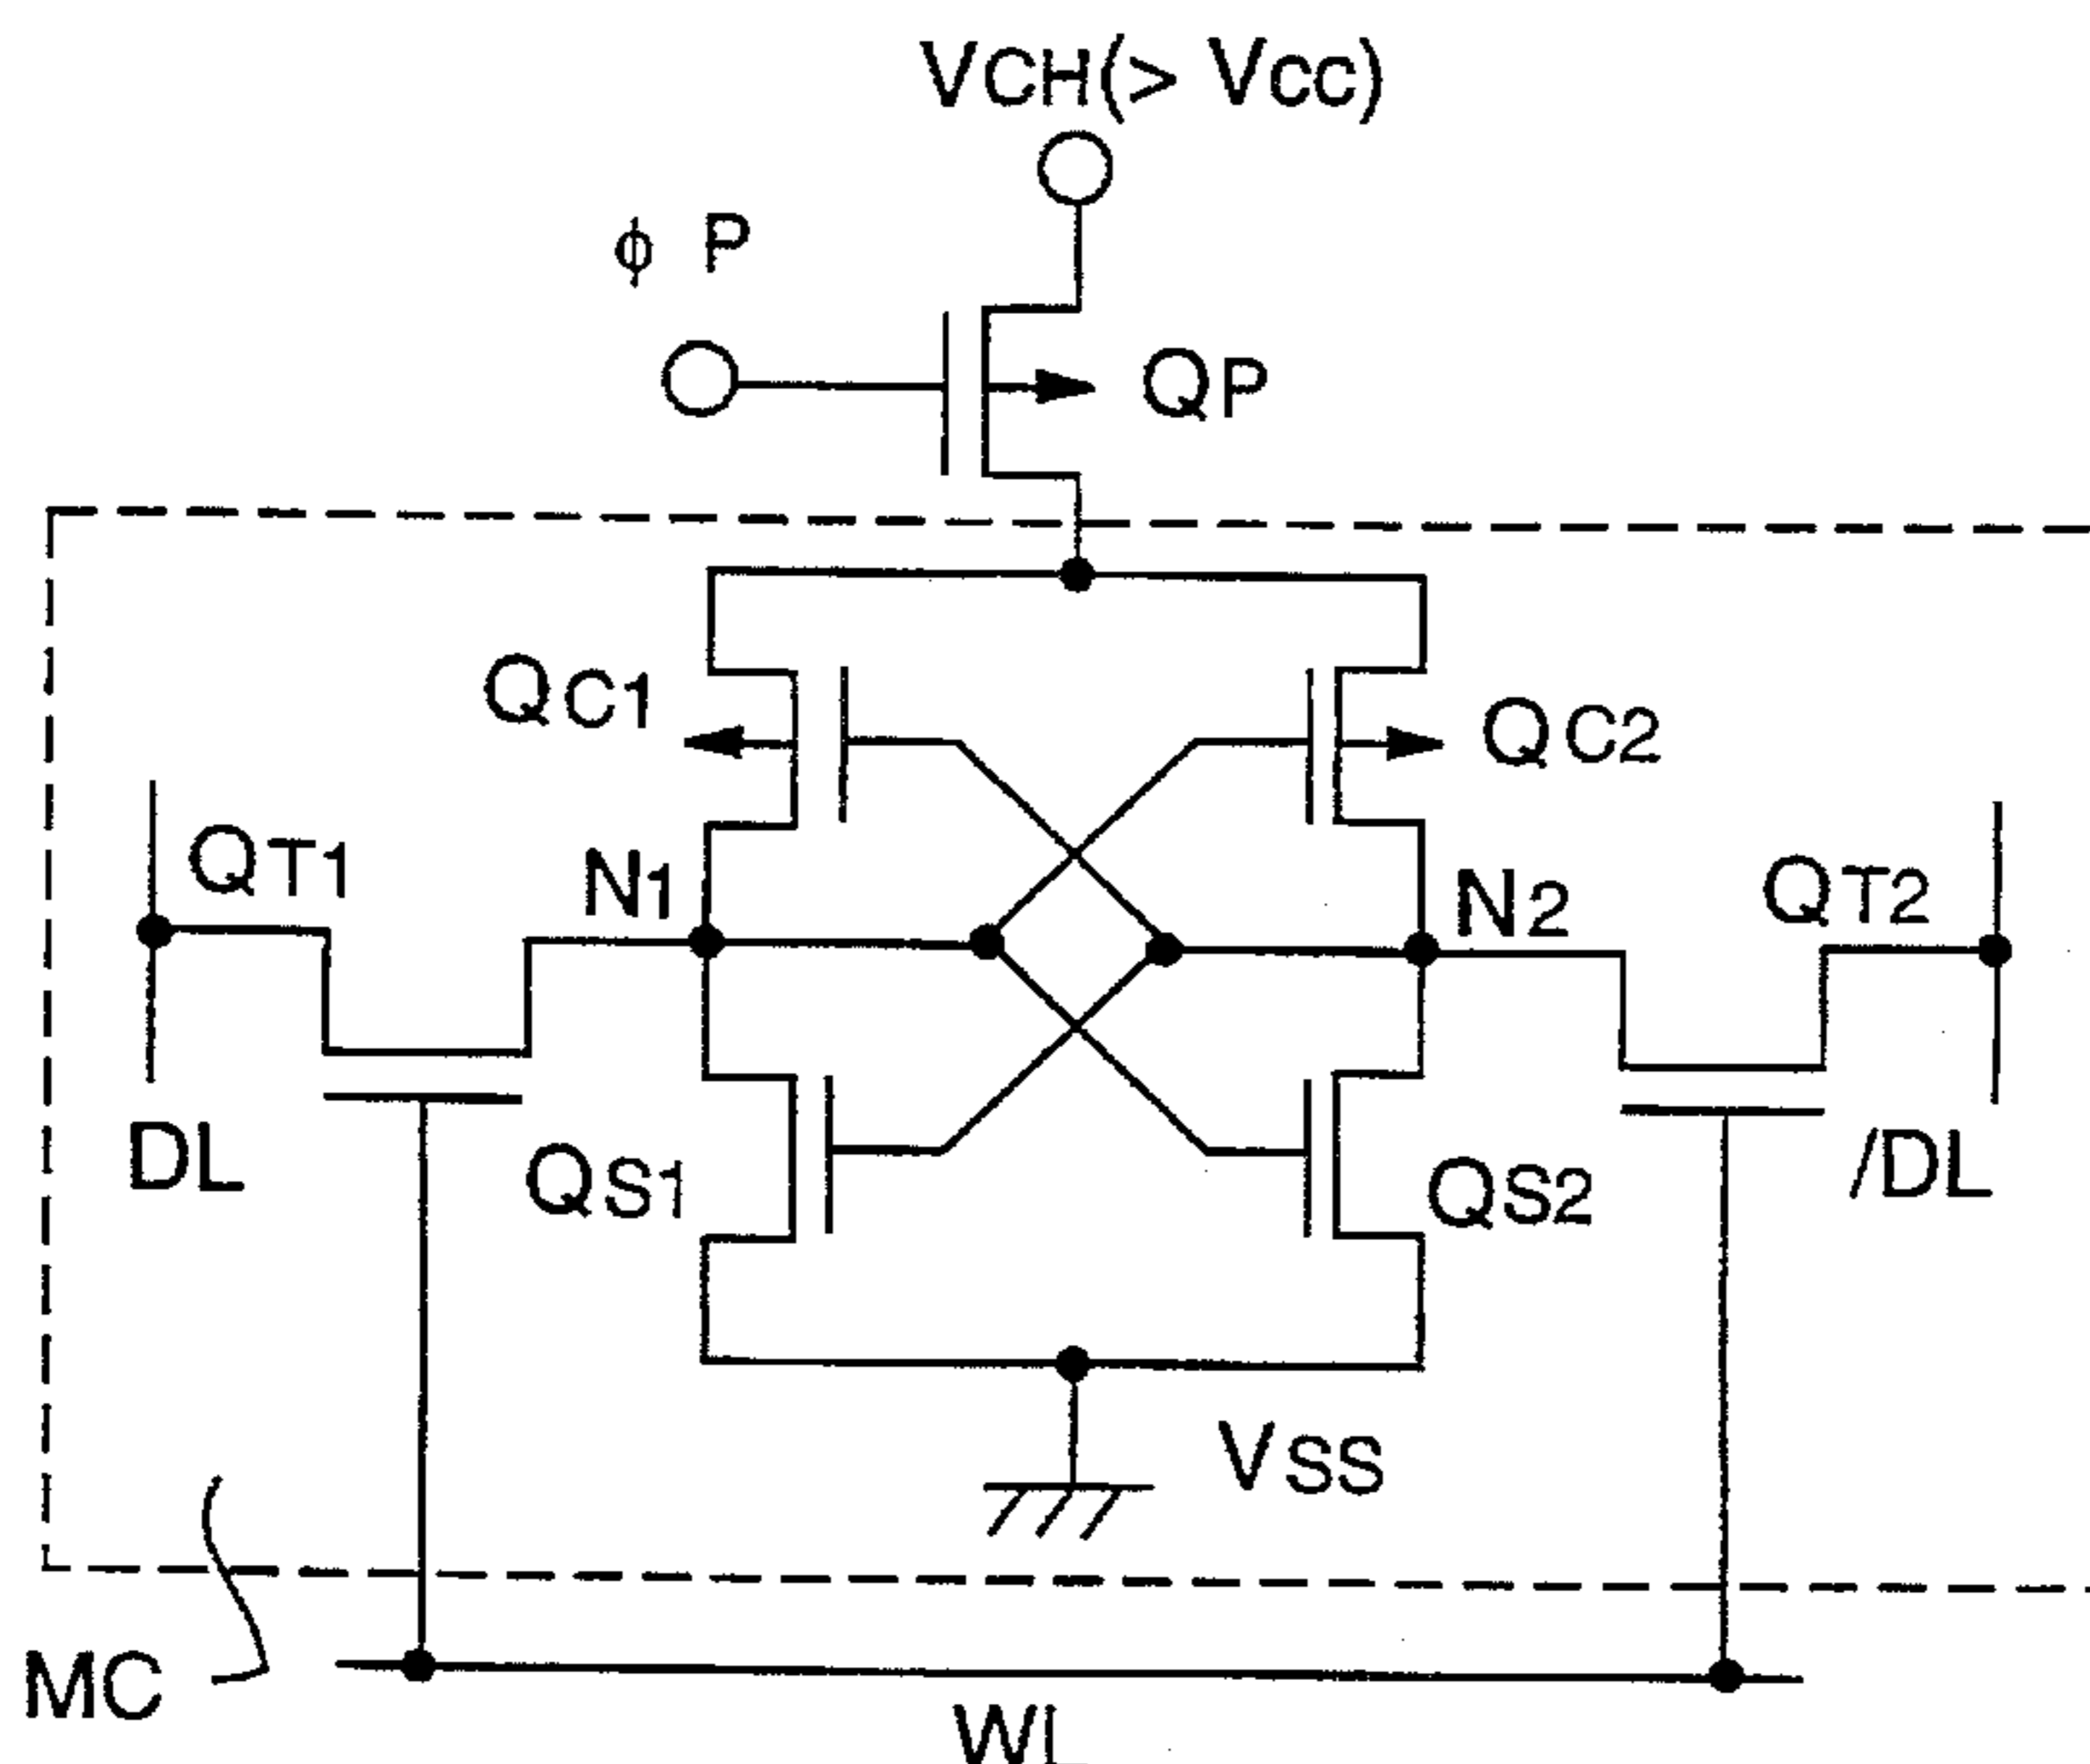 VCH(> VCC)
φ P
QP
QC1
QC2
QT1
N1
N2
QT2
DL
QS1
QS2
/DL
VSS
MC
WL